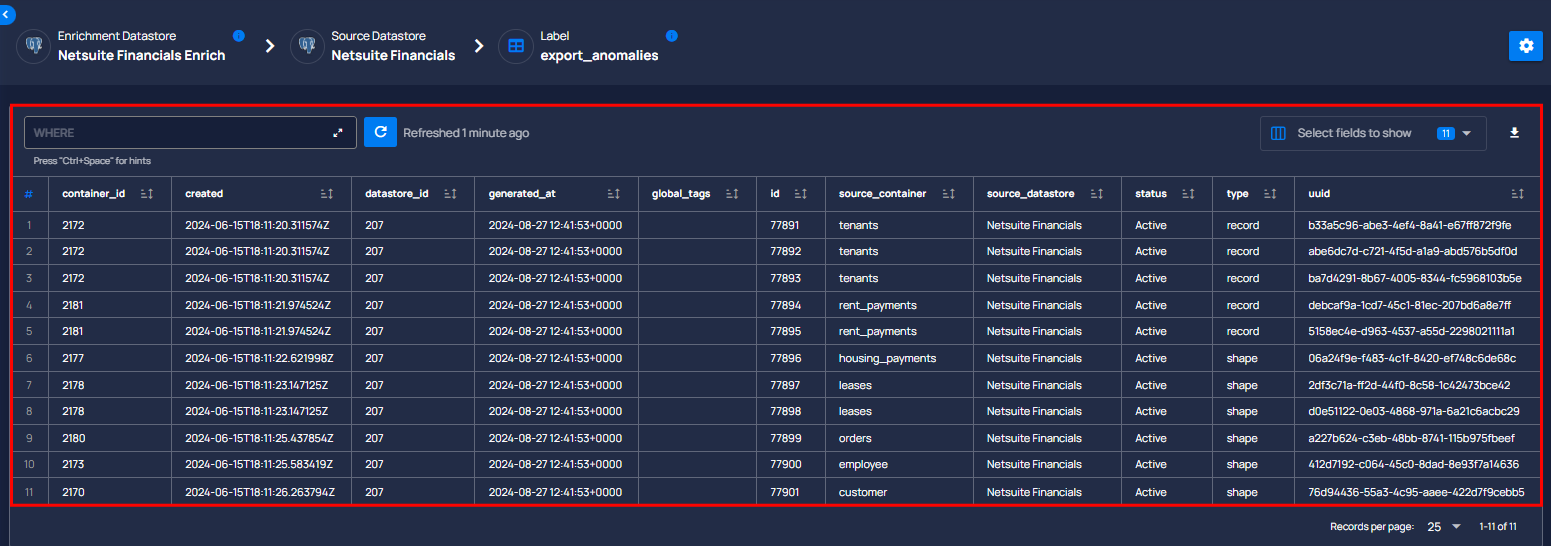 Enrichment Datastore
Netsuite Financials Enrich
Source Datastore
Netsuite Financials
Label
export_anomalies
WHERE
Refreshed 1 minute ago
Select fields to show 11
Press "Ctrl+Space" for hints
# container_id created datastore_id generated_at global_tags id source_container source_datastore status type uuid
1 2172 2024-06-15T18:11:20.311574Z 207 2024-08-27 12:41:53+0000 77891 tenants Netsuite Financials Active record b33a5c96-abe3-4ef4-8a41-e67ff872f9fe
2 2172 2024-06-15T18:11:20.311574Z 207 2024-08-27 12:41:53+0000 77892 tenants Netsuite Financials Active record abe6dc7d-c721-4f5d-a1a9-abd576b5df0d
3 2172 2024-06-15T18:11:20.311574Z 207 2024-08-27 12:41:53+0000 77893 tenants Netsuite Financials Active record ba7d4291-8b67-4005-8344-fc5968103b5e
4 2181 2024-06-15T18:11:21.974524Z 207 2024-08-27 12:41:53+0000 77894 rent_payments Netsuite Financials Active record debcaf9a-1cd7-45c1-81ec-207bd6a8e7ff
5 2181 2024-06-15T18:11:21.974524Z 207 2024-08-27 12:41:53+0000 77895 rent_payments Netsuite Financials Active record 5158ec4e-d963-4537-a55d-2298021111a1
6 2177 2024-06-15T18:11:22.621998Z 207 2024-08-27 12:41:53+0000 77896 housing_payments Netsuite Financials Active shape 06a24f9e-f483-4c1f-8420-ef748c6de68c
7 2178 2024-06-15T18:11:23.147125Z 207 2024-08-27 12:41:53+0000 77897 leases Netsuite Financials Active shape 2df3c71a-ff2d-44f0-8c58-1c42473bce42
8 2178 2024-06-15T18:11:23.147125Z 207 2024-08-27 12:41:53+0000 77898 leases Netsuite Financials Active shape d0e51122-0e03-4868-971a-6a21c6acbc29
9 2180 2024-06-15T18:11:25.437854Z 207 2024-08-27 12:41:53+0000 77899 orders Netsuite Financials Active shape a227b624-c3eb-48bb-8741-115b975fbeef
10 2173 2024-06-15T18:11:25.583419Z 207 2024-08-27 12:41:53+0000 77900 employee Netsuite Financials Active shape 412d7192-c064-45c0-8dad-8e93f7a14636
11 2170 2024-06-15T18:11:26.263794Z 207 2024-08-27 12:41:53+0000 77901 customer Netsuite Financials Active shape 76d94436-55a3-4c95-aaee-422d7f9cebb5
Records per page: 25 1-11 of 11